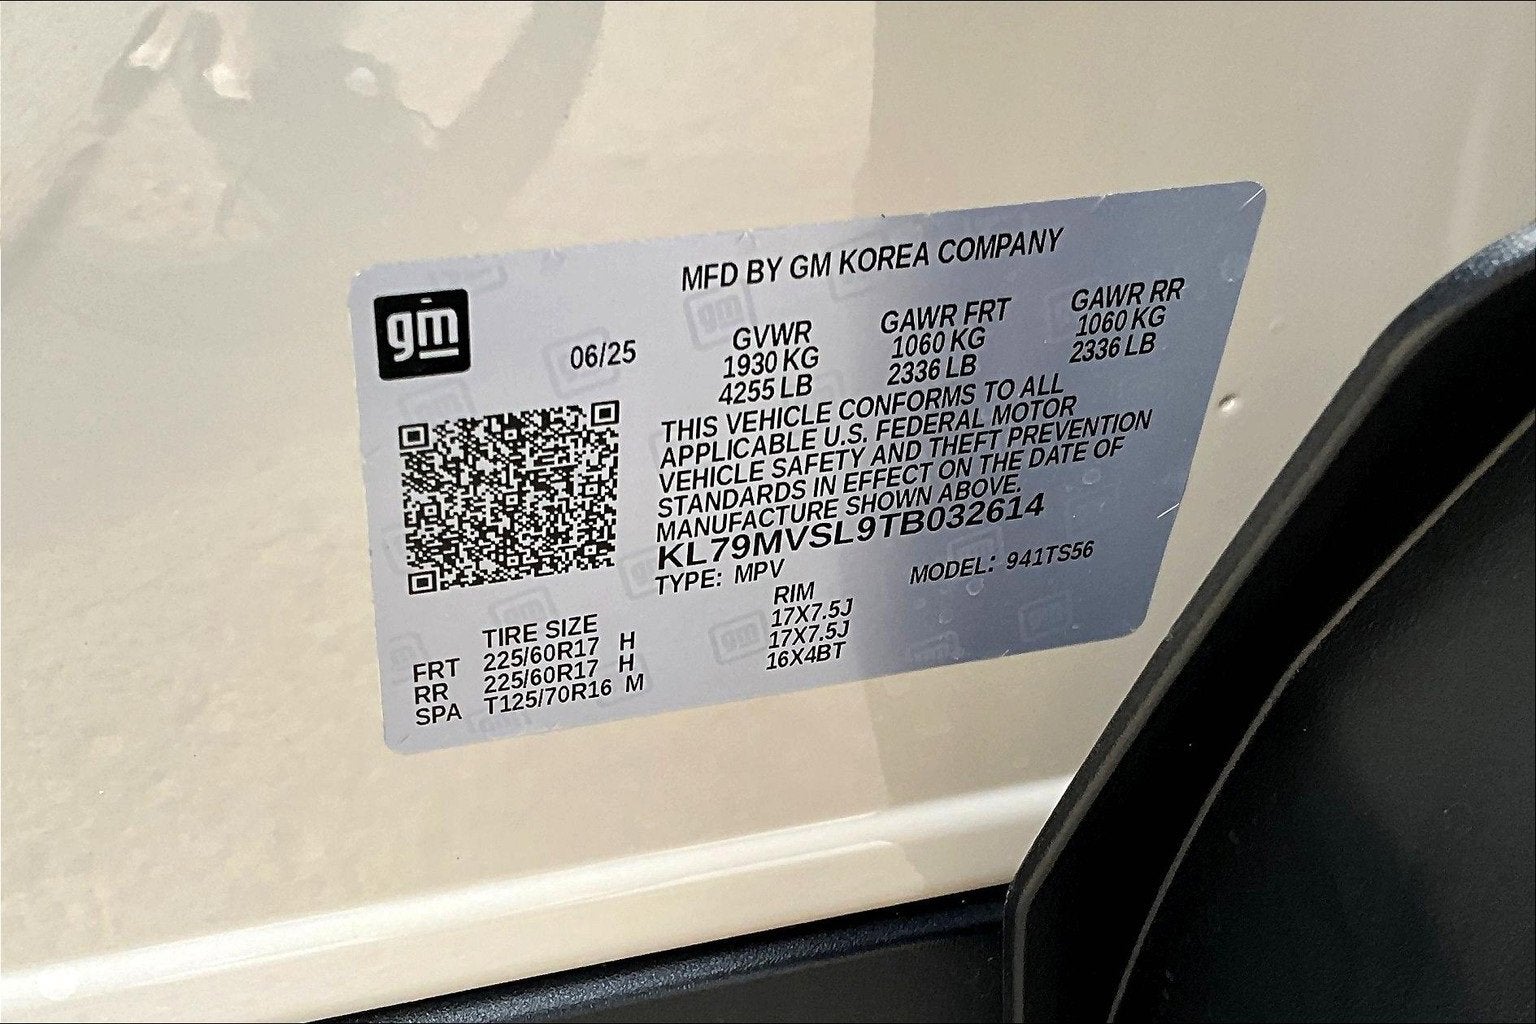 MFD BY GM KOREA COMPANY
gm
06/25
GVWR
1930 KG
4255 LB
GAWR FRT
1060 KG
2336 LB
GAWR RR
1060 KG
2336 LB
THIS VEHICLE CONFORMS TO ALL
APPLICABLE U.S. FEDERAL MOTOR
VEHICLE SAFETY AND THEFT PREVENTION
STANDARDS IN EFFECT ON THE DATE OF
MANUFACTURE SHOWN ABOVE.
KL79MVSL9TB032614
TYPE: MPV
MODEL: 941TS56
TIRE SIZE
RIM
FRT 225/60R17 H 17X7.5J
RR 225/60R17 H 17X7.5J
SPA T125/70R16 M 16X4BT